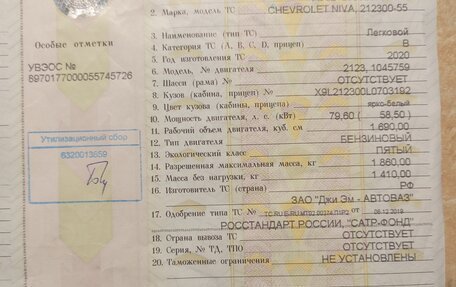 2. Марка, модель ТС CHEVROLET NIVA, 212300-55
Особые отметки
УВЭОС №
897017700005574572​6
Утилизационный сбор
6320013659
3. Наименование (тип ТС) Легковой
4. Категория ТС (А, В, С, D, прицеп) В
5. Год изготовления ТС 2020
6. Модель, № двигателя 2123, 1045759
7. Шасси (рама) № ОТСУТСТВУЕТ
8. Кузов (кабина, прицеп) № X9L212300L0703192
9. Цвет кузова (кабины, прицепа) ярко-белый
10. Мощность двигателя, л. с. (кВт) 79,60 ( 58,50 )
11. Рабочий объем двигателя, куб. см 1,690.00
12. Тип двигателя БЕНЗИНОВЫЙ
13. Экологический класс ПЯТЫЙ
14. Разрешенная максимальная масса, кг 1 860.00
15. Масса без нагрузки, кг 1 410.00
16. Изготовитель ТС (страна) РФ
ЗАО "Джи Эм - АВТОВАЗ"
17. Одобрение типа ТС № от 06.12.2019
РОССТАНДАРТ РОССИИ, "САТР-ФОНД"
18. Страна вывоза ТС ОТСУТСТВУЕТ
19. Серия, № ТД, ТПО ОТСУТСТВУЕТ
20. Таможенные ограничения НЕ УСТАНОВЛЕНЫ